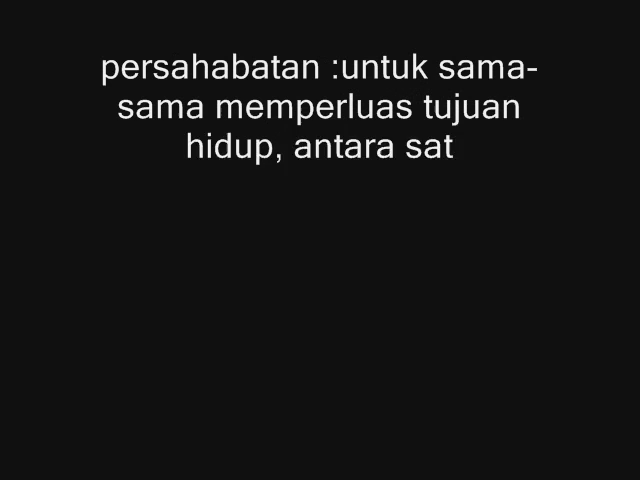 persahabatan :untuk sama-
sama memperluas tujuan
hidup, antara sat